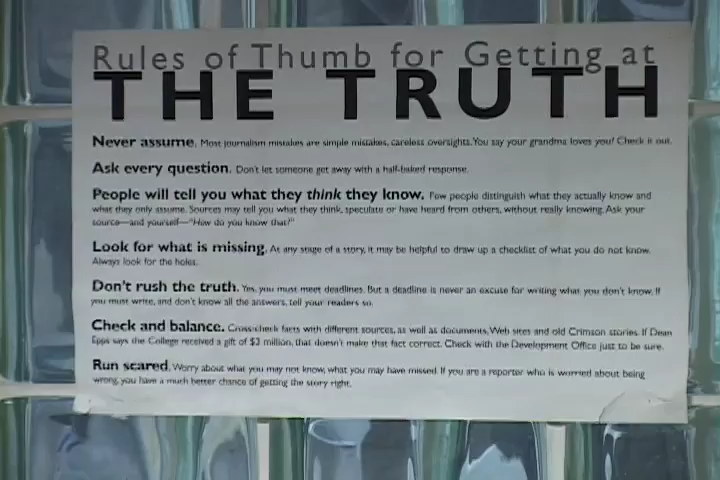 Rules of Thumb for Getting at
THE TRUTH
Never assume. Most journalism mistakes are simple mistakes, careless oversights. You say your grandma loves you? Check it out.
Ask every question. Don't let someone get away with a half-baked response.
People will tell you what they think they know. Few people distinguish what they actually know and
what they only assume. Sources may tell you what they think, speculate or have heard from others, without really knowing. Ask your
source—and yourself—"How do you know that?"
Look for what is missing. At any stage of a story, it may be helpful to draw up a checklist of what you do not know.
Always look for the holes.
Don't rush the truth. Yes, you must meet deadlines. But a deadline is never an excuse for writing what you don't know. If
you must write, and don't know all the answers, tell your readers so.
Check and balance. Cross-check facts with different sources, as well as documents, Web sites and old Crimson stories. If Dean
Epps says the College received a gift of $3 million, that doesn't make that fact correct. Check with the Development Office just to be sure.
Run scared. Worry about what you may not know, what you may have missed. If you are a reporter who is worried about being
wrong, you have a much better chance of getting the story right.